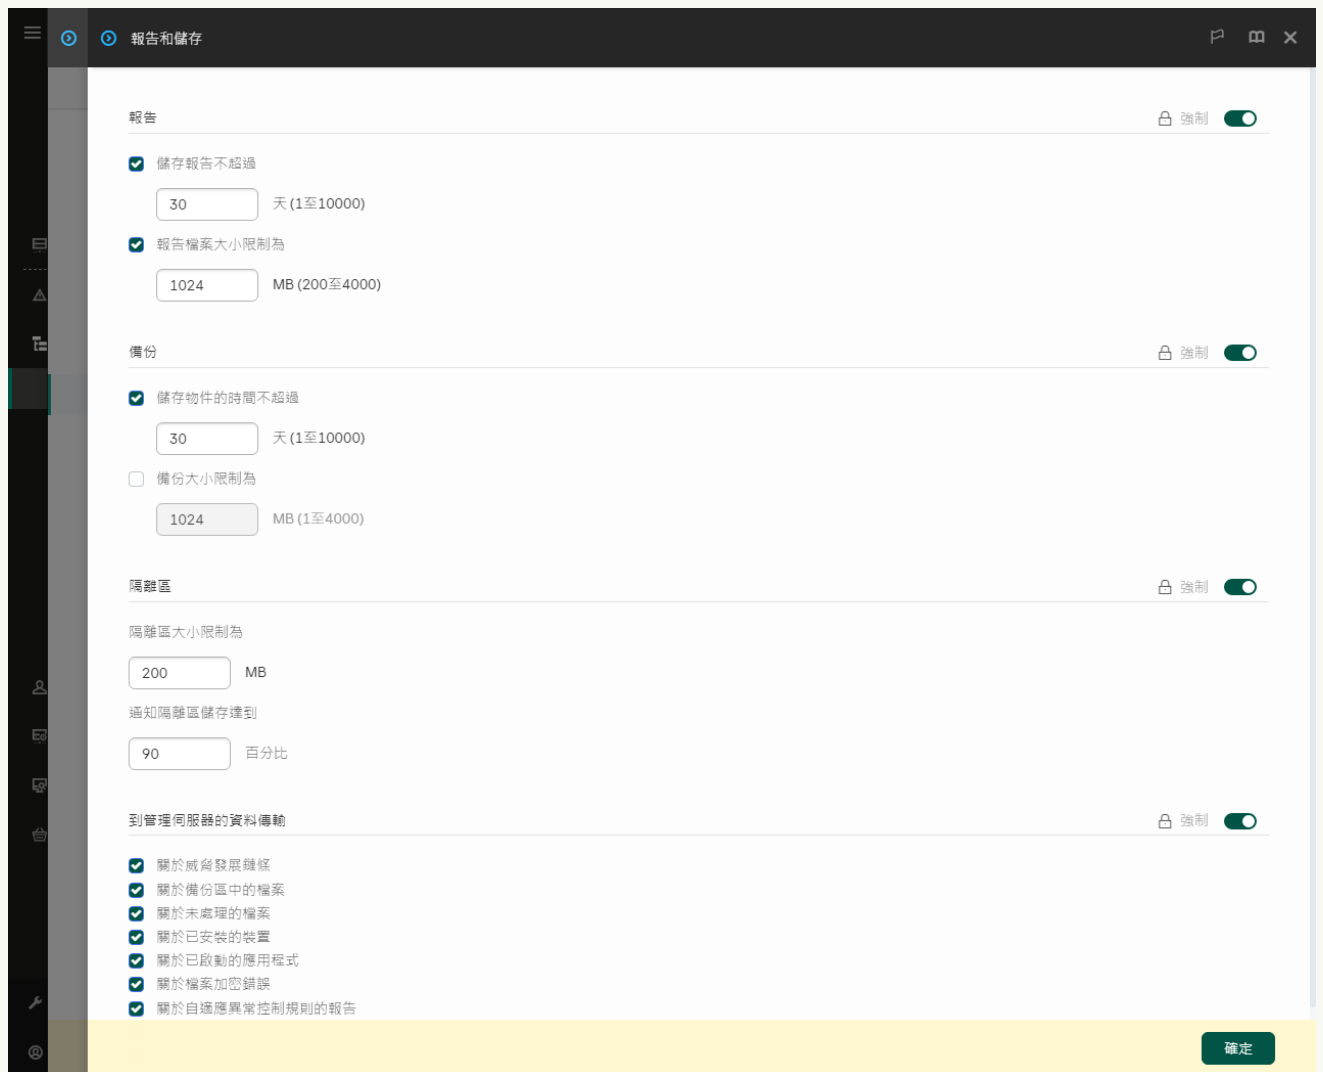 報告和儲存
報告
強制
儲存報告不超過
30 天 (1至10000)
報告檔案大小限制為
1024 MB (200至4000)
備份
強制
儲存物件的時間不超過
30 天 (1至10000)
備份大小限制為
1024 MB (1至4000)
隔離區
強制
隔離區大小限制為
200 MB
通知隔離區儲存達到
90 百分比
到管理伺服器的資料傳輸
強制
關於威脅發展鏈條
關於備份區中的檔案
關於未處理的檔案
關於已安裝的裝置
關於已啟動的應用程式
關於檔案加密錯誤
關於自適應異常控制規則的報告
確定